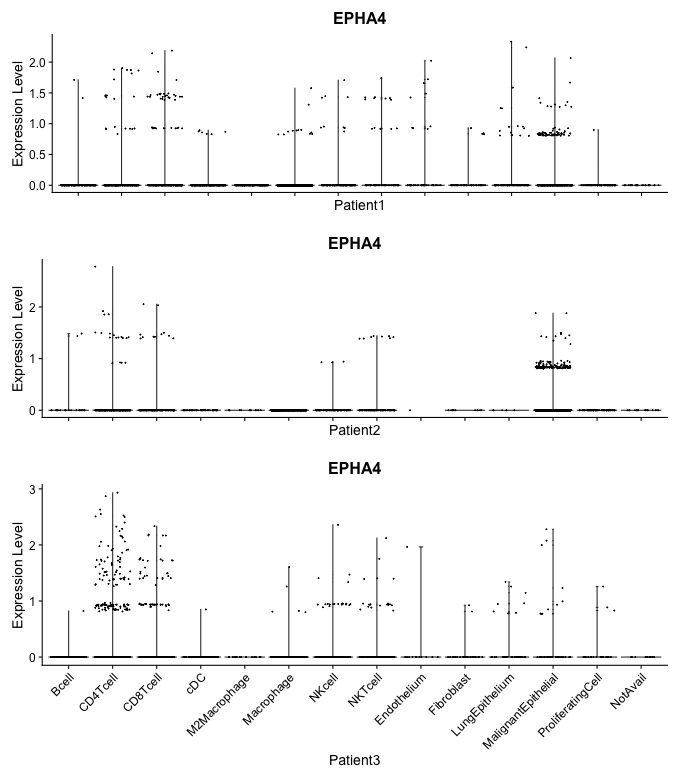 EPHA4
Expression Level
2.0
1.5
1.0
0.5
0.0
Patient1
EPHA4
Expression Level
2
1
0
Patient2
EPHA4
Expression Level
3
2
1
0
Bcell
CD4Tcell
CD8Tcell
cDC
M2Macrophage
Macrophage
NKcell
NKTcell
Endothelium
Fibroblast
LungEpithelium
MalignantEpithelial
ProliferatingCell
NotAvail
Patient3